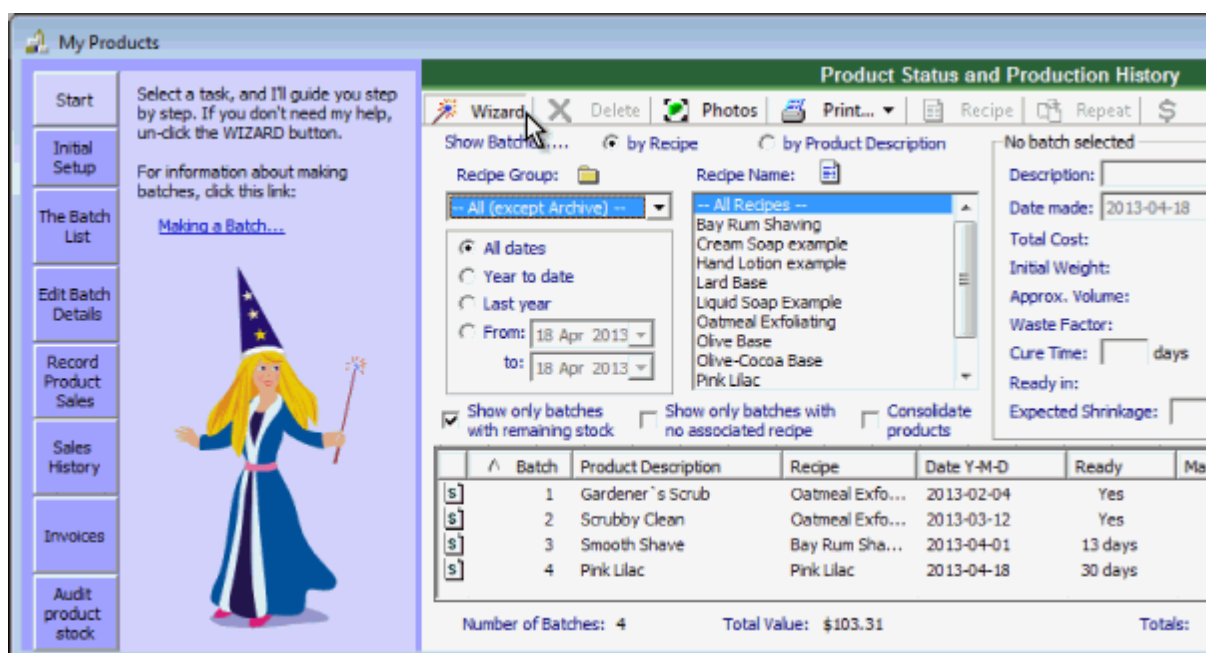 My Products
Start
Initial
Setup
The Batch
List
Edit Batch
Details
Record
Product
Sales
Sales
History
Invoices
Audit
product
stock
Select a task, and I'll guide you step
by step. If you don't need my help,
un-click the WIZARD button.
For information about making
batches, click this link:
Making a Batch...
Product Status and Production History
Wizard Delete Photos Print... Recipe Repeat $
Show Batches... by Recipe by Product Description
Recipe Group: Recipe Name:
-- All (except Archive) --
All dates
Year to date
Last year
From: 18 Apr 2013
to: 18 Apr 2013
-- All Recipes --
Bay Rum Shaving
Cream Soap example
Hand Lotion example
Lard Base
Liquid Soap Example
Oatmeal Exfoliating
Olive Base
Olive-Cocoa Base
Pink Lilac
No batch selected
Description:
Date made: 2013-04-18
Total Cost:
Initial Weight:
Approx. Volume:
Waste Factor:
Cure Time: days
Ready in:
Expected Shrinkage:
Show only batches
with remaining stock
Show only batches with
no associated recipe
Consolidate
products
/\ Batch Product Description Recipe Date Y-M-D Ready Ma
S 1 Gardener`s Scrub Oatmeal Exfo... 2013-02-04 Yes
S 2 Scrubby Clean Oatmeal Exfo... 2013-03-12 Yes
S 3 Smooth Shave Bay Rum Sha... 2013-04-01 13 days
S 4 Pink Lilac Pink Lilac 2013-04-18 30 days
Number of Batches: 4 Total Value: $103.31 Totals: